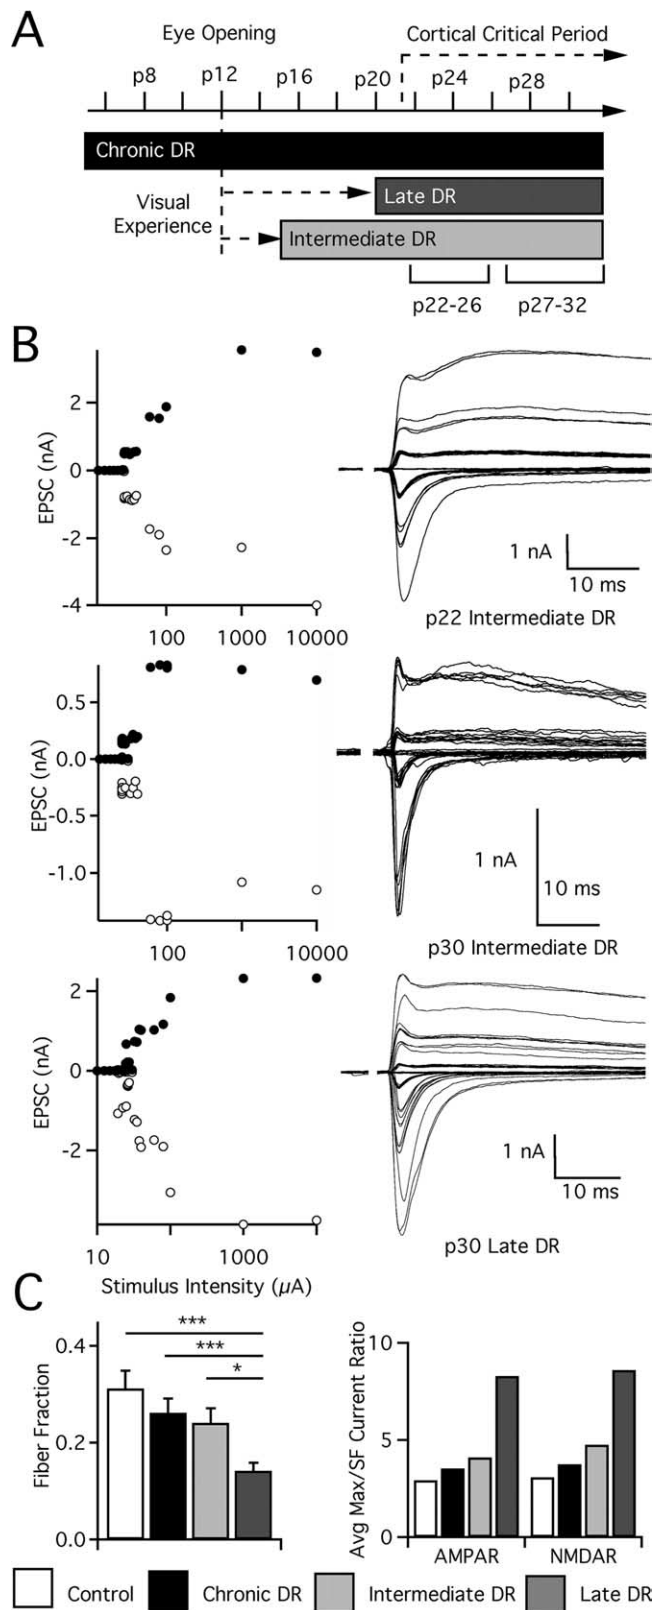 A
Eye Opening
Cortical Critical Period
p8 p12 p16 p20 p24 p28
Chronic DR
Visual
Experience
Late DR
Intermediate DR
p22-26 p27-32
B
EPSC (nA)
2
0
-2
-4
100 1000 10000
1 nA
10 ms
p22 Intermediate DR
EPSC (nA)
0.5
0.0
-0.5
-1.0
100 1000 10000
1 nA
10 ms
p30 Intermediate DR
EPSC (nA)
2
0
-2
10 100 1000 10000
Stimulus Intensity (µA)
1 nA
10 ms
p30 Late DR
C
Fiber Fraction
0.4
0.2
0.0
***
***
*
Avg Max/SF Current Ratio
10
5
0
AMPAR NMDAR
Control Chronic DR Intermediate DR Late DR